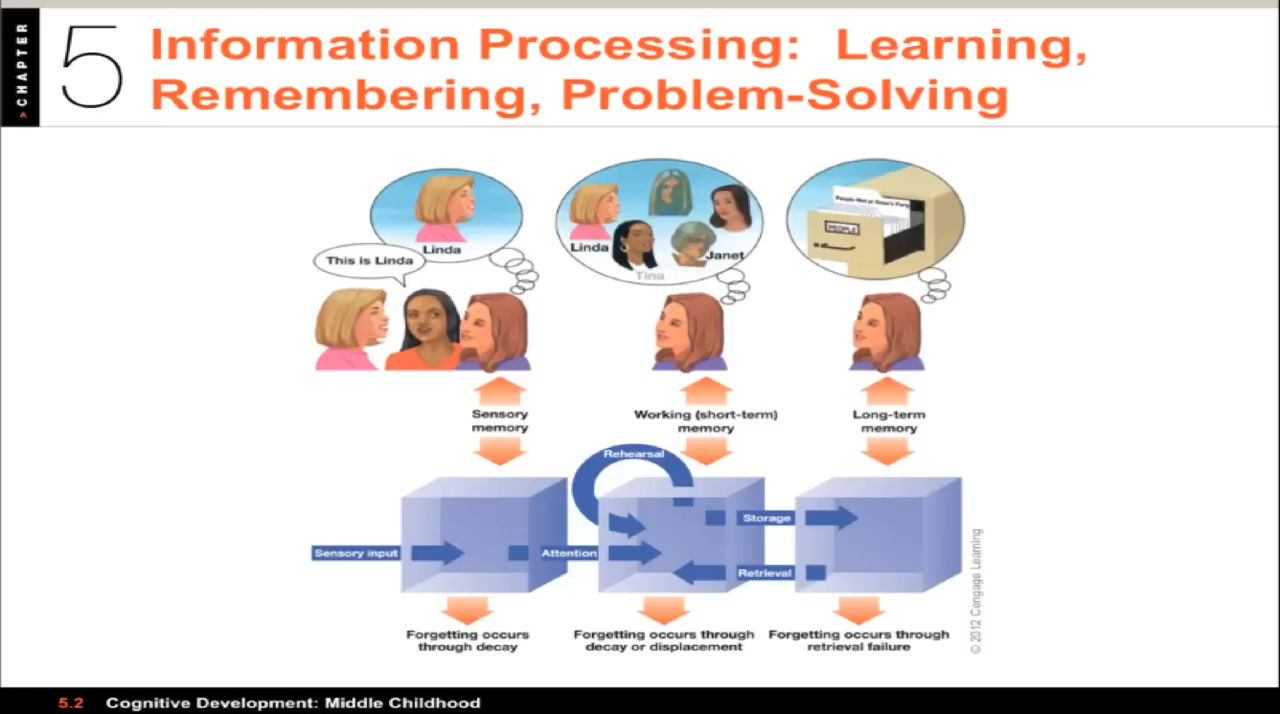 CHAPTER
5
Information Processing: Learning,
Remembering, Problem-Solving
Linda
This is Linda
Linda
Janet
Tina
PEOPLE
Sensory
memory
Working (short-term)
memory
Long-term
memory
Rehearsal
Sensory input
Attention
Storage
Retrieval
Forgetting occurs
through decay
Forgetting occurs through
decay or displacement
Forgetting occurs through
retrieval failure
© 2012 Cengage Learning
5.2 Cognitive Development: Middle Childhood